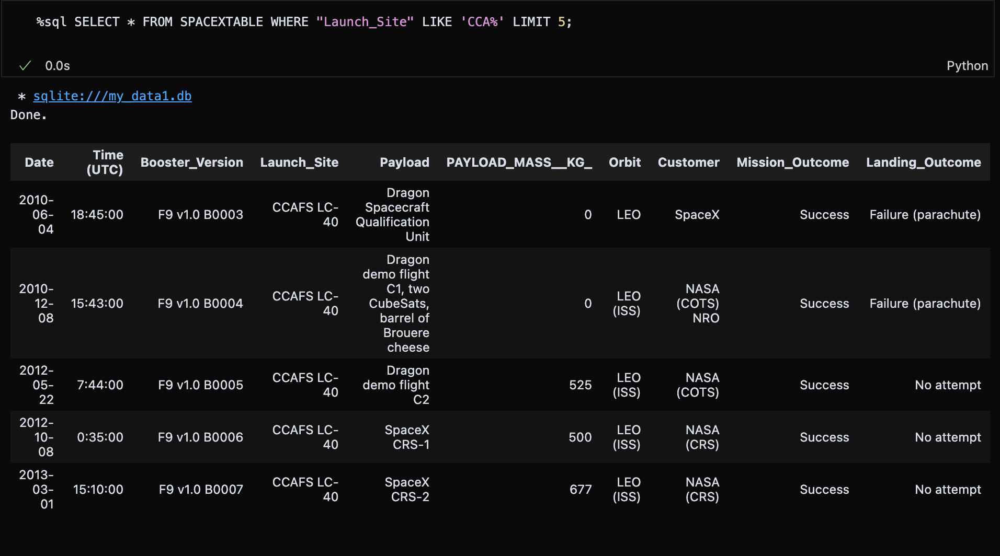 %sql SELECT * FROM SPACEXTABLE WHERE "Launch_Site" LIKE 'CCA%' LIMIT 5;
0.0s
Python
* sqlite:///my_data1.db
Done.
Date Time (UTC) Booster_Version Launch_Site Payload PAYLOAD_MASS__KG_ Orbit Customer Mission_Outcome Landing_Outcome
2010-06-04 18:45:00 F9 v1.0 B0003 CCAFS LC-40 Dragon Spacecraft Qualification Unit 0 LEO SpaceX Success Failure (parachute)
2010-12-08 15:43:00 F9 v1.0 B0004 CCAFS LC-40 Dragon demo flight C1, two CubeSats, barrel of Brouere cheese 0 LEO (ISS) NASA (COTS) NRO Success Failure (parachute)
2012-05-22 7:44:00 F9 v1.0 B0005 CCAFS LC-40 Dragon demo flight C2 525 LEO (ISS) NASA (COTS) Success No attempt
2012-10-08 0:35:00 F9 v1.0 B0006 CCAFS LC-40 SpaceX CRS-1 500 LEO (ISS) NASA (CRS) Success No attempt
2013-03-01 15:10:00 F9 v1.0 B0007 CCAFS LC-40 SpaceX CRS-2 677 LEO (ISS) NASA (CRS) Success No attempt